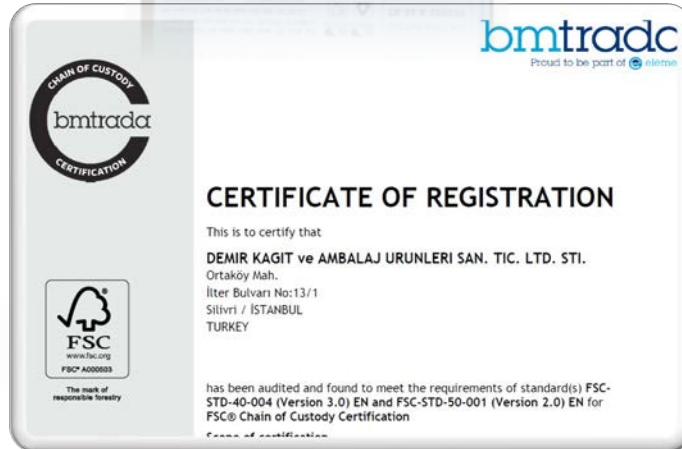 bmtradc
Proud to be part of eleme
CHAIN OF CUSTODY
bmtrada
CERTIFICATION
CERTIFICATE OF REGISTRATION
This is to certify that
DEMIR KAGIT ve AMBALAJ URUNLERI SAN. TIC. LTD. STI.
Ortaköy Mah.
İlter Bulvarı No:13/1
Silivri / İSTANBUL
TURKEY
FSC
www.fsc.org
FSC® A000503
The mark of
responsible forestry
has been audited and found to meet the requirements of standard(s) FSC-
STD-40-004 (Version 3.0) EN and FSC-STD-50-001 (Version 2.0) EN for
FSC® Chain of Custody Certification
Scope of certification